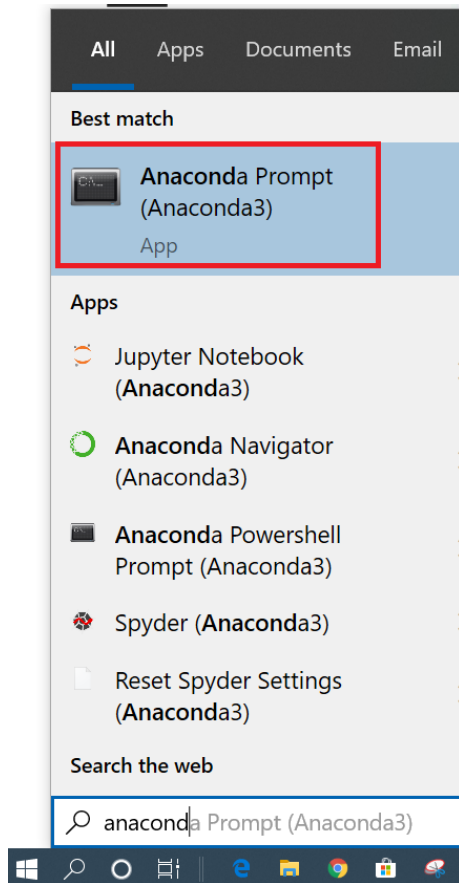 All Apps Documents Email
Best match
Anaconda Prompt
(Anaconda3)
App
Apps
Jupyter Notebook
(Anaconda3)
Anaconda Navigator
(Anaconda3)
Anaconda Powershell
Prompt (Anaconda3)
Spyder (Anaconda3)
Reset Spyder Settings
(Anaconda3)
Search the web
anaconda Prompt (Anaconda3)